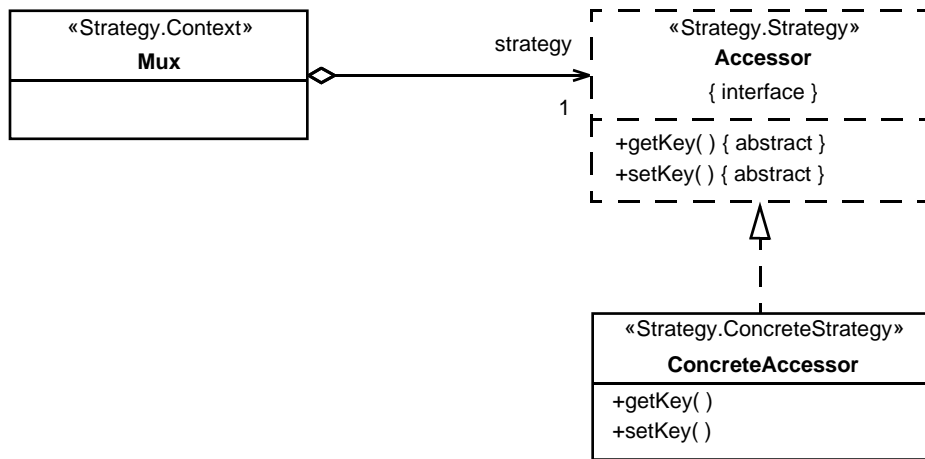 «Strategy.Context»
Mux
strategy
1
«Strategy.Strategy»
Accessor
{ interface }
+getKey( ) { abstract }
+setKey( ) { abstract }
«Strategy.ConcreteStrategy»
ConcreteAccessor
+getKey( )
+setKey( )